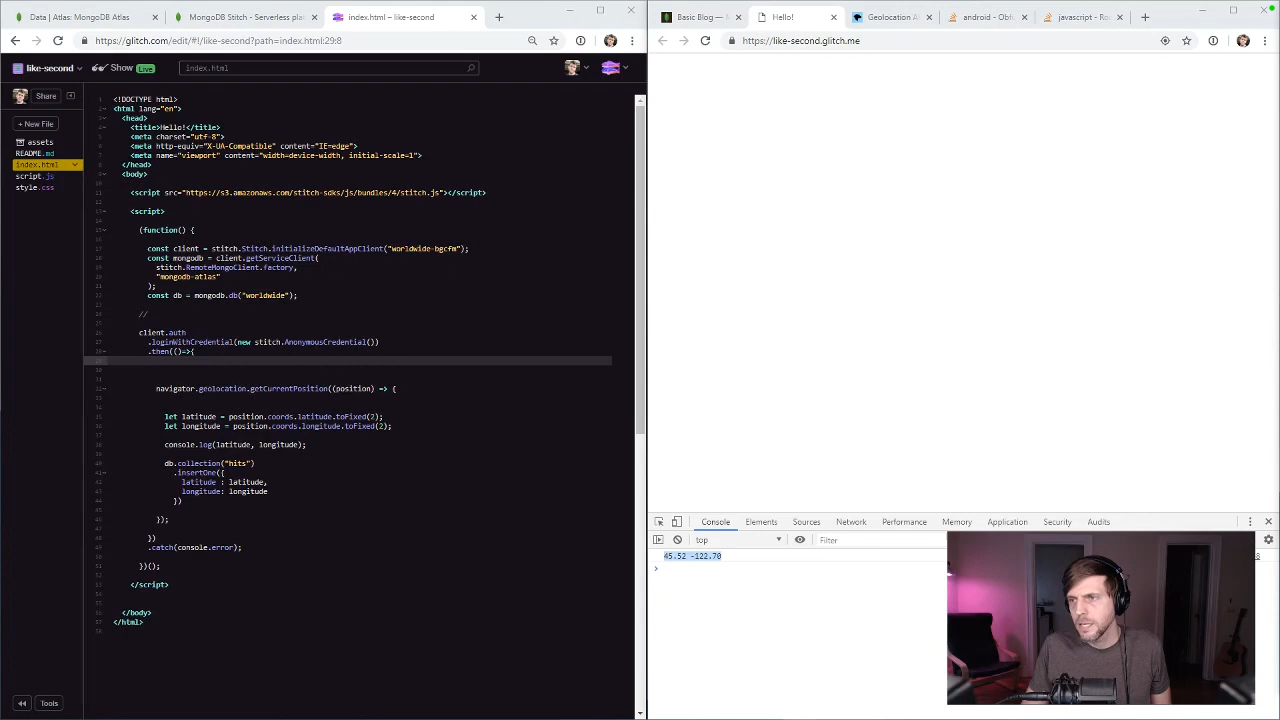 Data | Atlas: MongoDB Atlas
MongoDB Stitch - Serverless pla
index.html – like-second
https://glitch.com/edit/#!/like-second?path=index.html:29:8
like-second
Show
Live
index.html
Share
+ New File
assets
README.md
index.html
script.js
style.css
<!DOCTYPE html>
<html lang="en">
<head>
<title>Hello!</title>
<meta charset="utf-8">
<meta http-equiv="X-UA-Compatible" content="IE=edge">
<meta name="viewport" content="width=device-width, initial-scale=1">
</head>
<body>
<script src="https://s3.amazonaws.com/stitch-sdks/js/bundles/4/stitch.js"></script>
<script>
(function() {
const client = stitch.Stitch.initializeDefaultAppClient("worldwide-bgcfm");
const mongodb = client.getServiceClient(
stitch.RemoteMongoClient.factory,
"mongodb-atlas"
);
const db = mongodb.db("worldwide");
//
client.auth
.loginWithCredential(new stitch.AnonymousCredential())
.then(()=>{
navigator.geolocation.getCurrentPosition((position) => {
let latitude = position.coords.latitude.toFixed(2);
let longitude = position.coords.longitude.toFixed(2);
console.log(latitude, longitude);
db.collection("hits")
.insertOne({
latitude : latitude,
longitude: longitude
})
});
})
.catch(console.error);
})();
</script>
</body>
</html>
Tools
Basic Blog —
Hello!
Geolocation A
android - Obt
javascript - Ro
https://like-second.glitch.me
Console
Elements
Sources
Network
Performance
Memory
Application
Security
Audits
top
Filter
45.52 -122.70